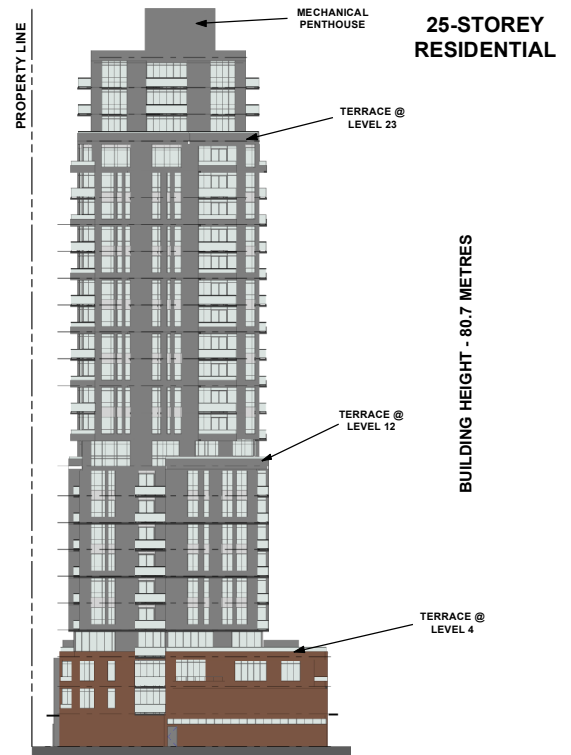 MECHANICAL
PENTHOUSE
25-STOREY
RESIDENTIAL
PROPERTY LINE
TERRACE @
LEVEL 23
BUILDING HEIGHT - 80.7 METRES
TERRACE @
LEVEL 12
TERRACE @
LEVEL 4